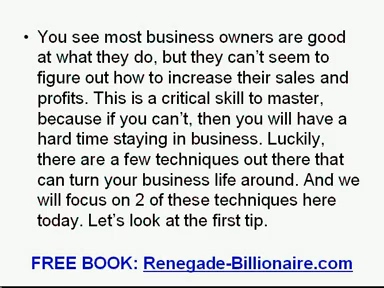 • You see most business owners are good
at what they do, but they can't seem to
figure out how to increase their sales and
profits. This is a critical skill to master,
because if you can't, then you will have a
hard time staying in business. Luckily,
there are a few techniques out there that
can turn your business life around. And we
will focus on 2 of these techniques here
today. Let's look at the first tip.
FREE BOOK: Renegade-Billionaire.com